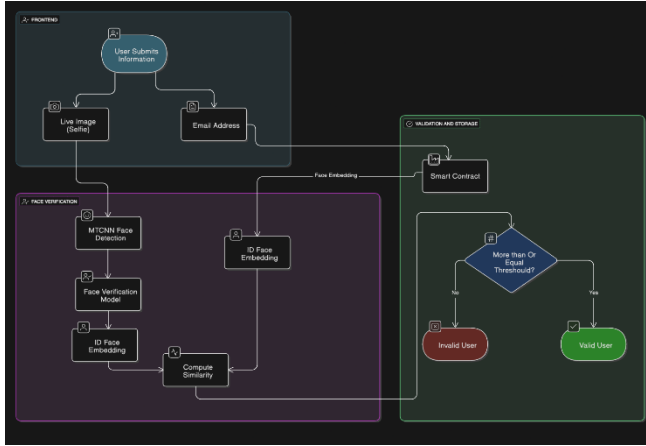 FRONTEND
User Submits
Information
Live Image
(Selfie)
Email Address
VALIDATION AND STORAGE
Smart Contract
Face Embedding
FACE VERIFICATION
MTCNN Face
Detection
ID Face
Embedding
More than Or
Equal
Threshold?
Face Verification
Model
No
Yes
ID Face
Embedding
Invalid User
Valid User
Compute
Similarity